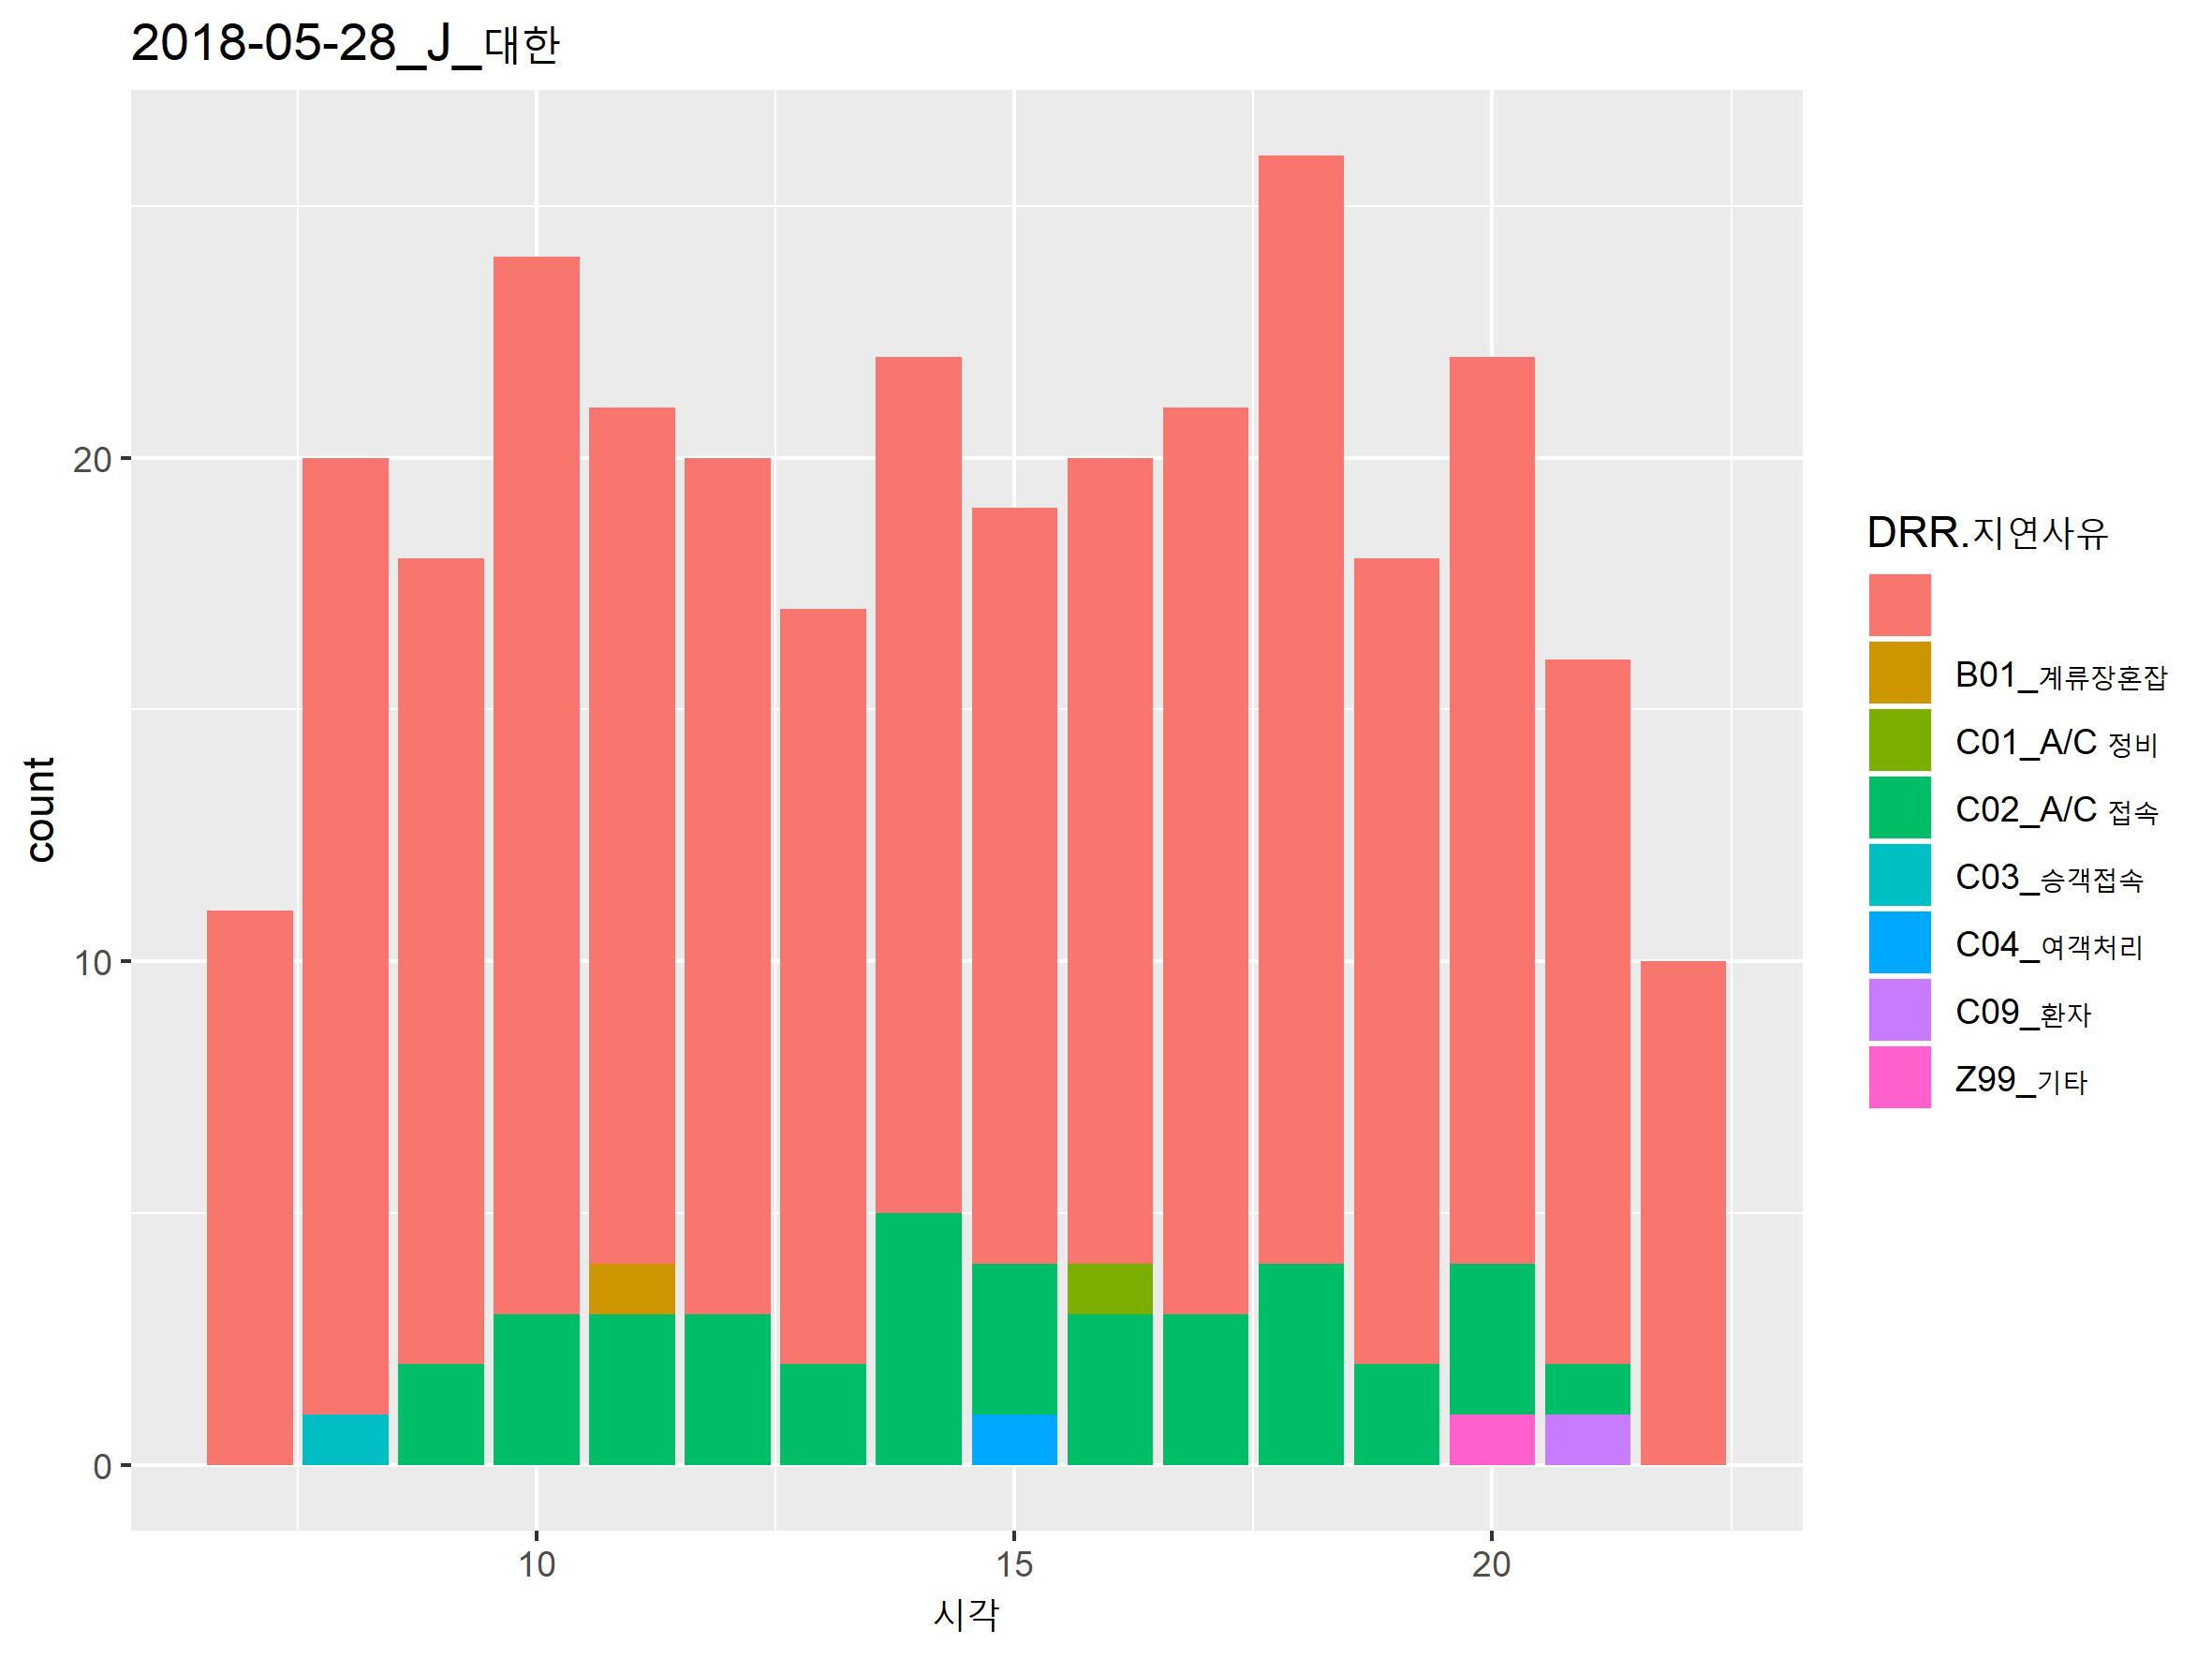 2018-05-28_J_대한
count
20
10
0
10
15
20
시각
DRR.지연사유
B01_계류장혼잡
C01_A/C 정비
C02_A/C 접속
C03_승객접속
C04_여객처리
C09_환자
Z99_기타